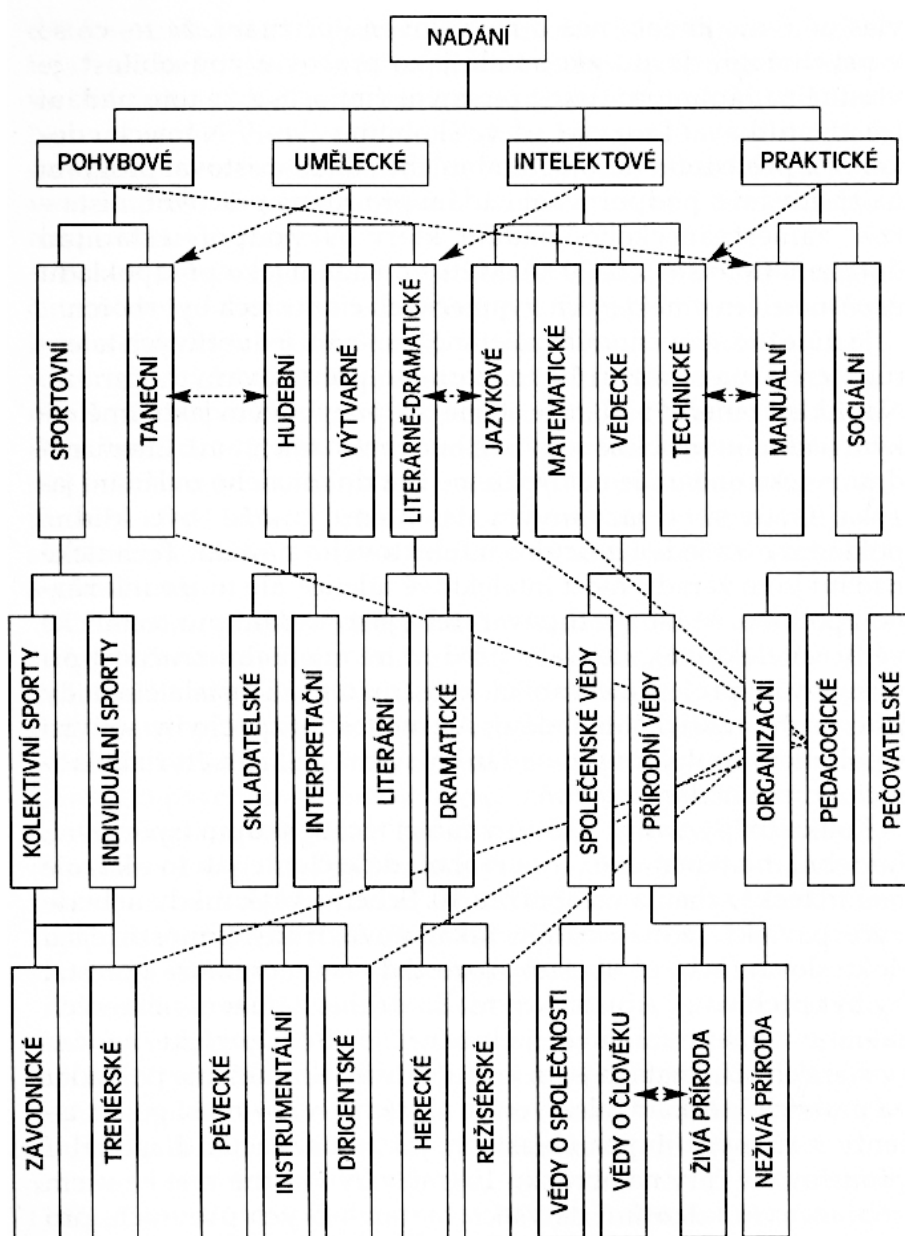 NADÁNÍ
POHYBOVÉ
UMĚLECKÉ
INTELEKTOVÉ
PRAKTICKÉ
SPORTOVNÍ
TANEČNÍ
HUDEBNÍ
VÝTVARNÉ
LITERÁRNĚ-DRAMATICKÉ
JAZYKOVÉ
MATEMATICKÉ
VĚDECKÉ
TECHNICKÉ
MANUÁLNÍ
SOCIÁLNÍ
KOLEKTIVNÍ SPORTY
INDIVIDUÁLNÍ SPORTY
SKLADATELSKÉ
INTERPRETAČNÍ
LITERÁRNÍ
DRAMATICKÉ
SPOLEČENSKÉ VĚDY
PŘÍRODNÍ VĚDY
ORGANIZAČNÍ
PEDAGOGICKÉ
PEČOVATELSKÉ
ZÁVODNICKÉ
TRENÉRSKÉ
PĚVECKÉ
INSTRUMENTÁLNÍ
DIRIGENTSKÉ
HERECKÉ
REŽISÉRSKÉ
VĚDY O SPOLEČNOSTI
VĚDY O ČLOVĚKU
ŽIVÁ PŘÍRODA
NEŽIVÁ PŘÍRODA